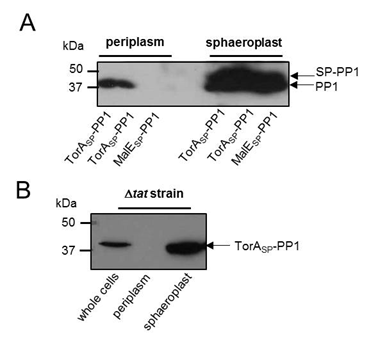 A
periplasm sphaeroplast
kDa
50
37
SP-PP1
PP1
TorASP-PP1 TorASP-PP1 MalESP-PP1 TorASP-PP1 TorASP-PP1 MalESP-PP1
B
Δtat strain
kDa
50
37
TorASP-PP1
whole cells periplasm sphaeroplast